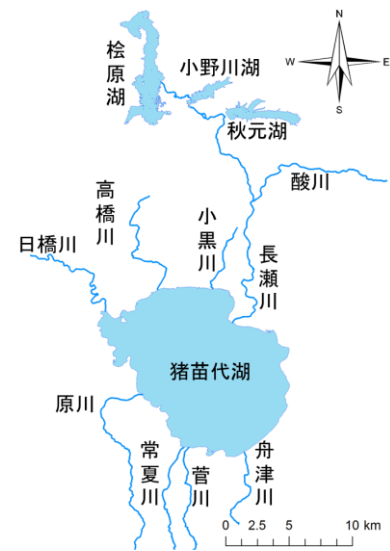 N
W
E
S
桧原湖
小野川湖
秋元湖
酸川
高橋川
小黒川
長瀬川
日橋川
猪苗代湖
原川
常夏川
菅川
舟津川
0 2.5 5 10 km